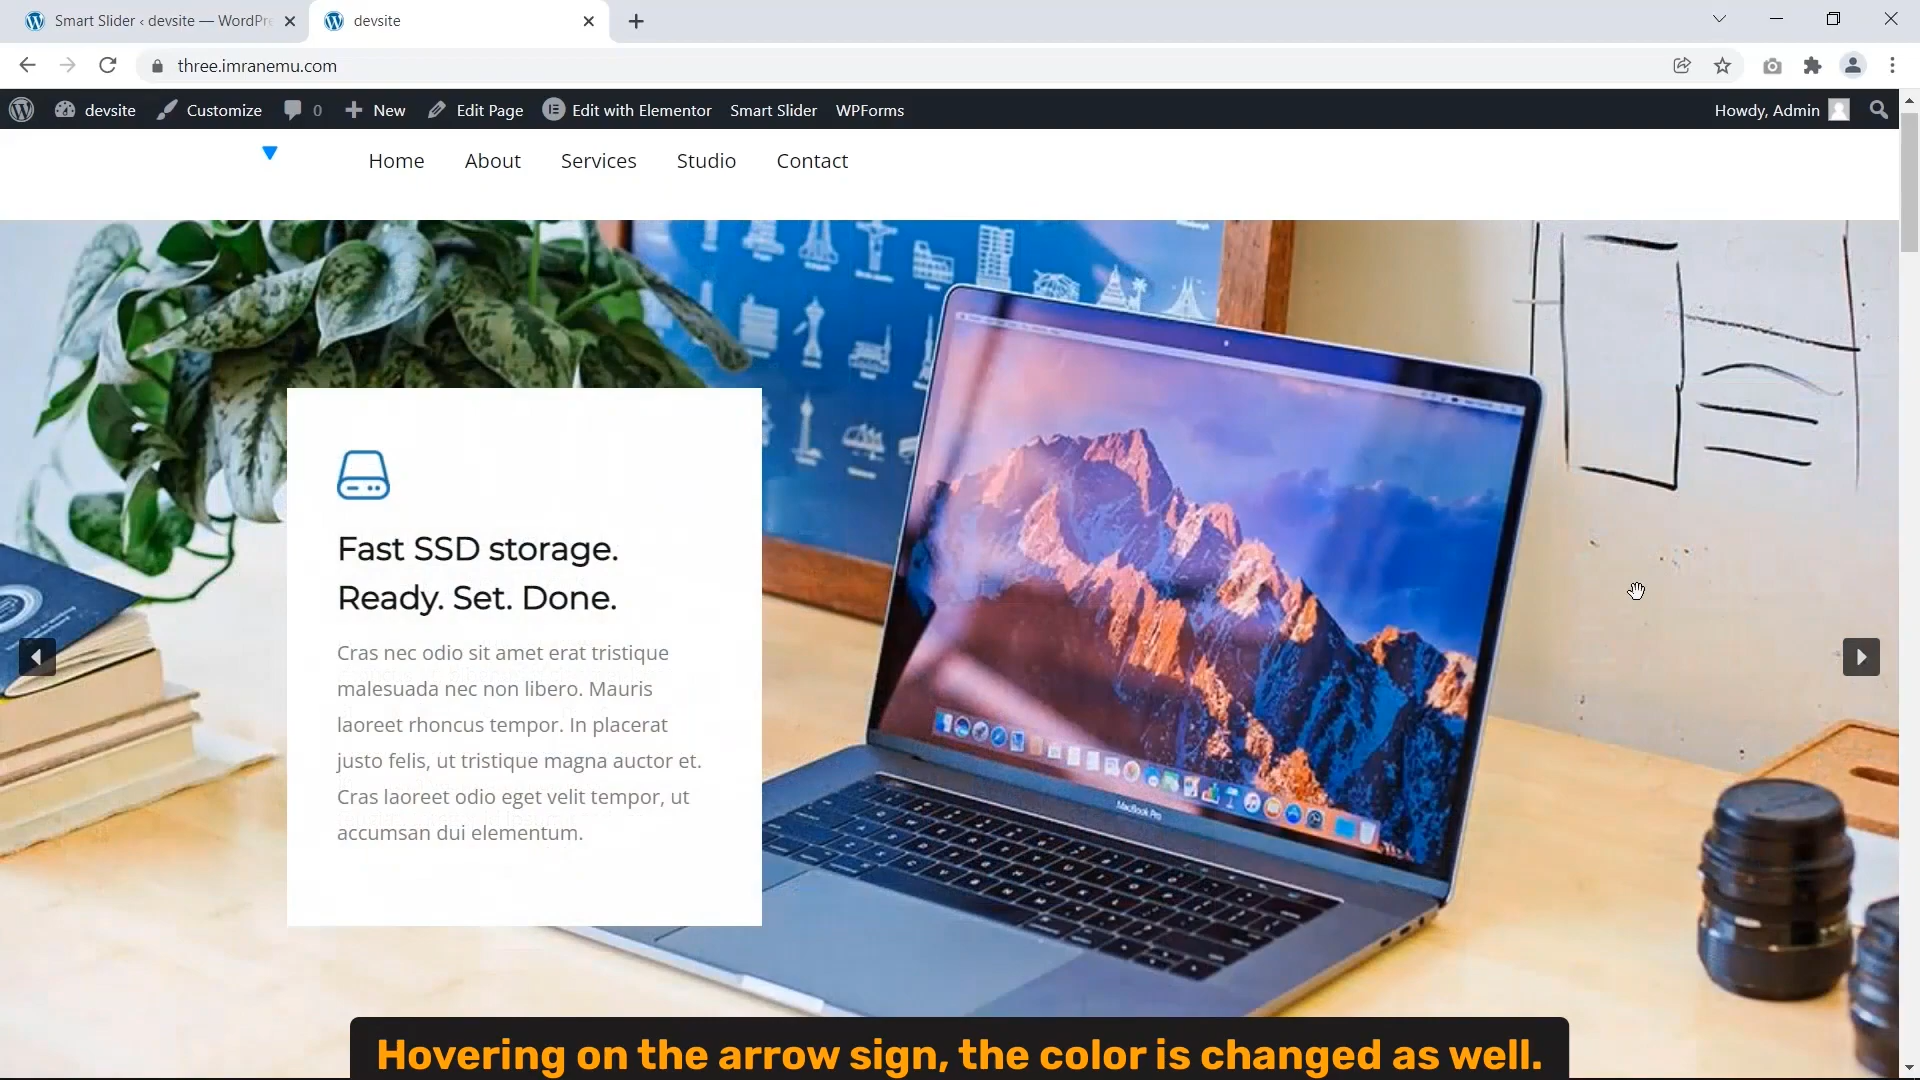 Smart Slider ‹ devsite — WordPre
devsite
three.imranemu.com
devsite
Customize
0
New
Edit Page
Edit with Elementor
Smart Slider
WPForms
Howdy, Admin
Home
About
Services
Studio
Contact
Fast SSD storage.
Ready. Set. Done.
Cras nec odio sit amet erat tristique
malesuada nec non libero. Mauris
laoreet rhoncus tempor. In placerat
justo felis, ut tristique magna auctor et.
Cras laoreet odio eget velit tempor, ut
accumsan dui elementum.
MacBook Pro
Hovering on the arrow sign, the color is changed as well.